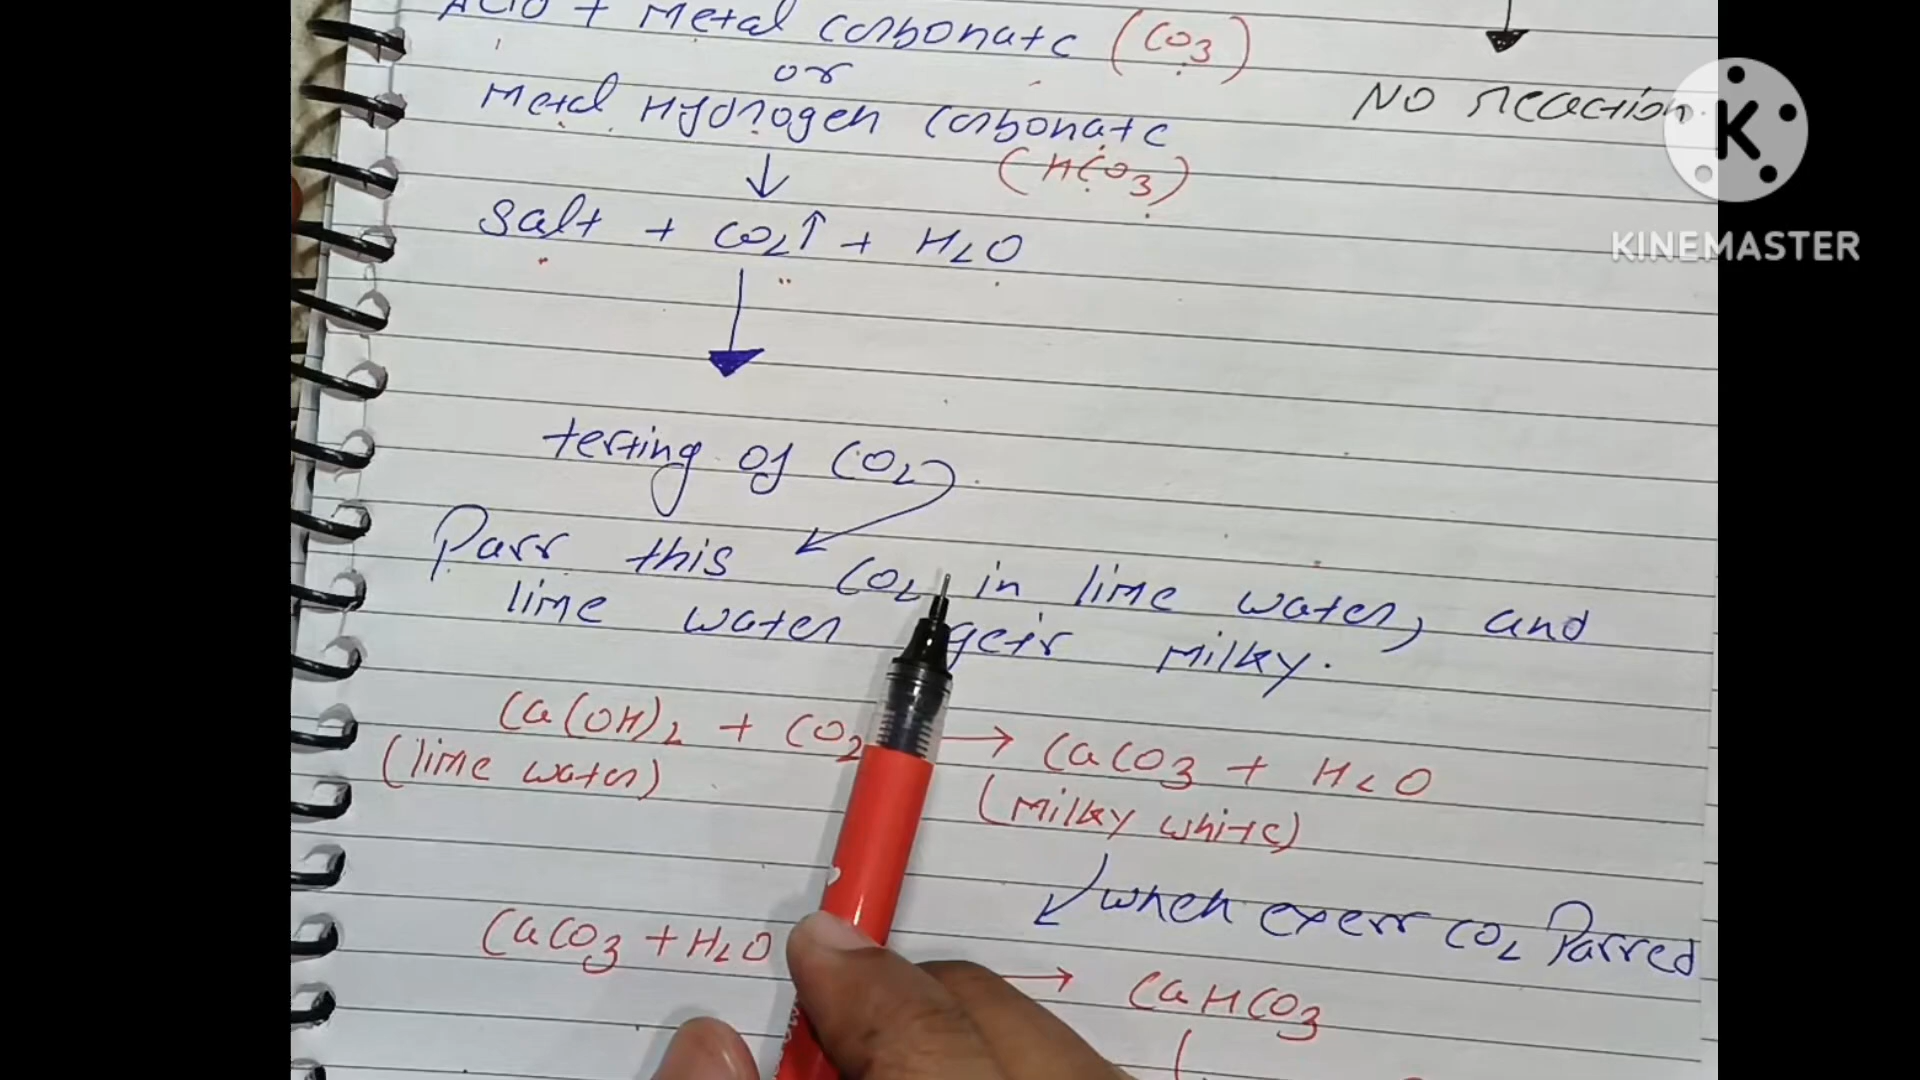 Acid + Metal carbonate (CO3)
or
Metal Hydrogen carbonate
(HCO3)
Salt + CO2↑ + H2O
NO Reaction
K
KINEMASTER
testing of CO2
Pass this CO2 in lime water, and
lime water gets milky.
Ca(OH)2 + CO2 → CaCO3 + H2O
(lime water) (Milky white)
when exess CO2 Passed
CaCO3 + H2O → CaHCO3